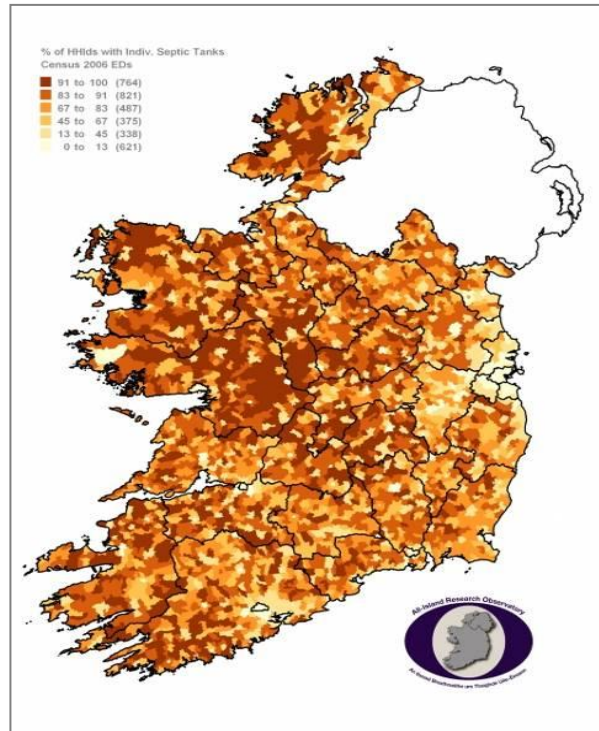 % of HHlds with Indiv. Septic Tanks
Census 2006 EDs
91 to 100 (764)
83 to 91 (821)
67 to 83 (487)
45 to 67 (375)
13 to 45 (338)
0 to 13 (621)
All-Island Research Observatory